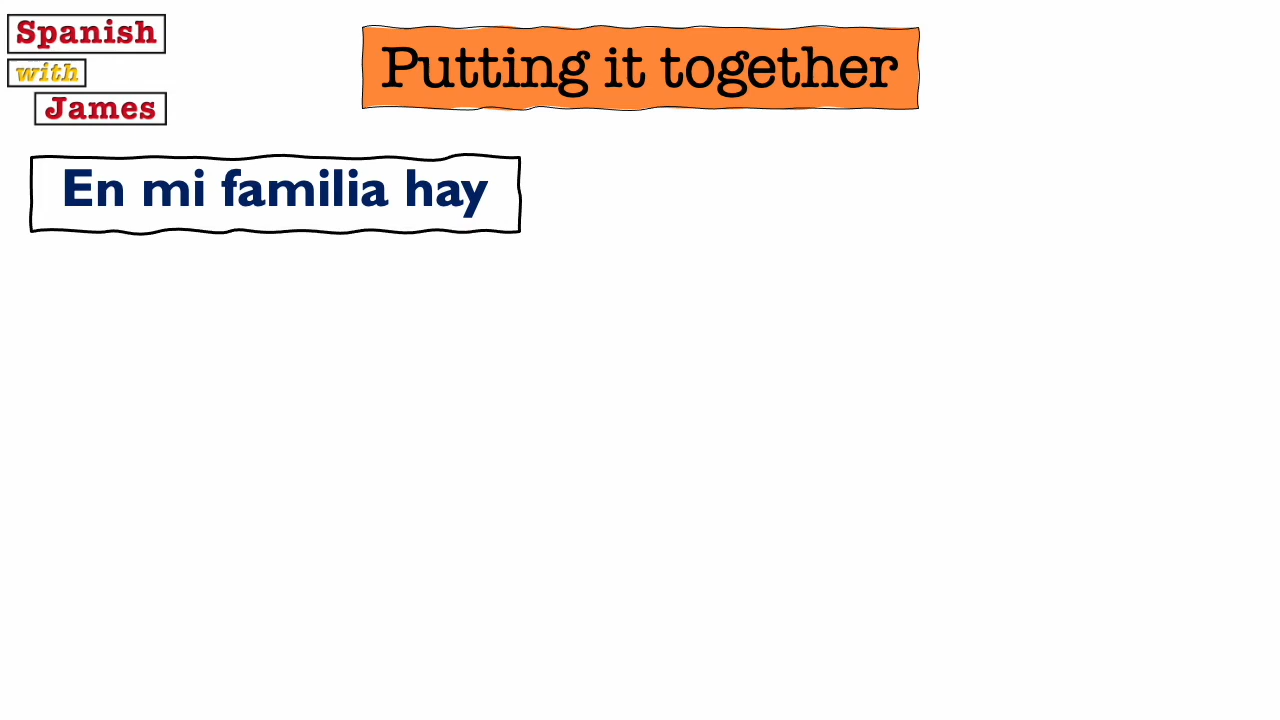 Spanish
with
James
Putting it together
En mi familia hay